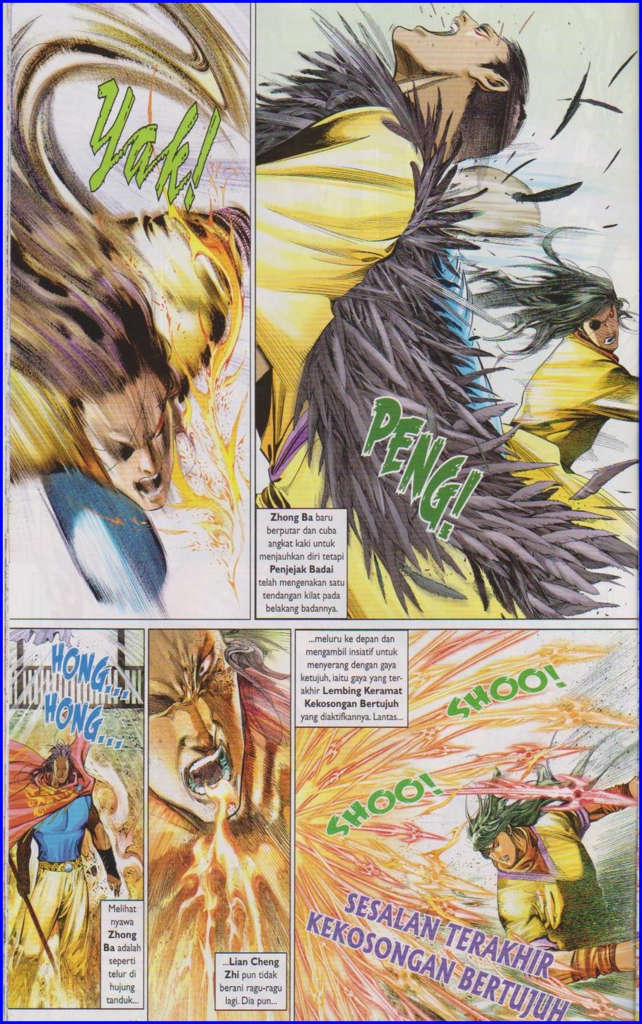 Yak!
PENG!
Zhong Ba baru
berputar dan cuba
angkat kaki untuk
menjauhkan diri tetapi
Penjejak Badai
telah mengenakan satu
tendangan kilat pada
belakang badannya.
HONG...
HONG...
Melihat
nyawa
Zhong
Ba adalah
seperti
telur di
hujung
tanduk...
...Lian Cheng
Zhi pun tidak
berani ragu-ragu
lagi. Dia pun...
...meluru ke depan dan
mengambil insiatif untuk
menyerang dengan gaya
ketujuh, iaitu gaya yang ter-
akhir Lembing Keramat
Kekosongan Bertujuh
yang diaktifkannya. Lantas...
SHOO!
SHOO!
SESALAN TERAKHIR
KEKOSONGAN BERTUJUH